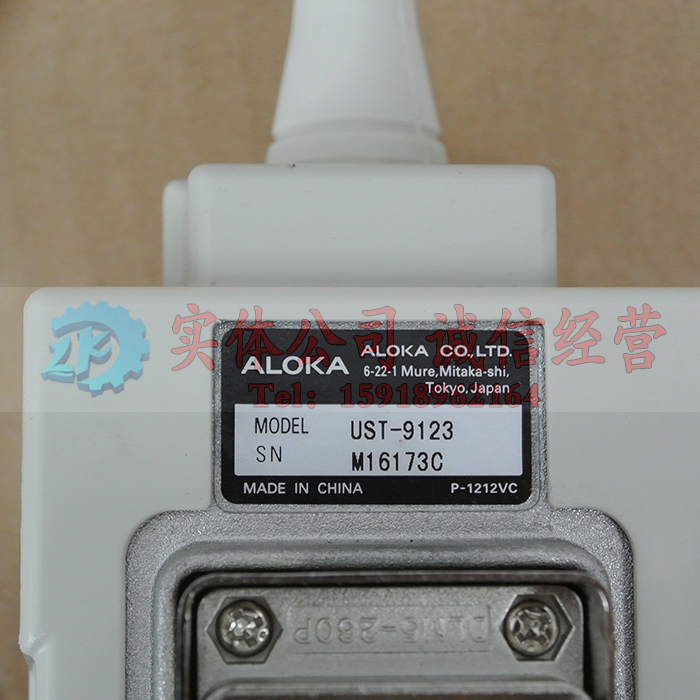 实体公司 诚信经营
ALOKA
ALOKA CO.,LTD.
6-22-1 Mure,Mitaka-shi,
Tokyo,Japan
Tel: 15918962164
MODEL UST-9123
SN M16173C
MADE IN CHINA P-1212VC